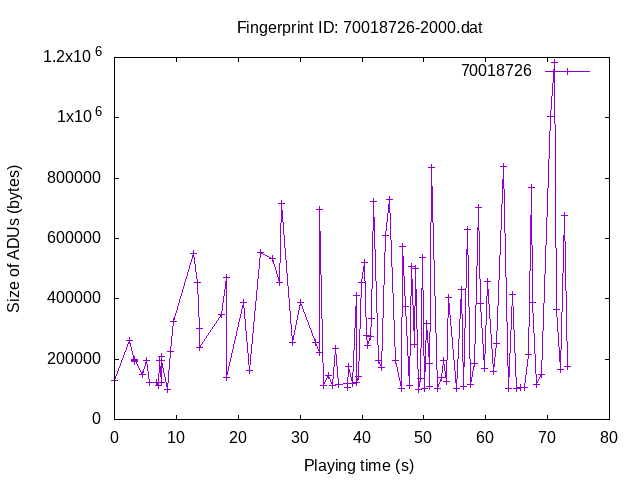 Fingerprint ID: 70018726-2000.dat
1.2x10^6
1x10^6
800000
600000
400000
200000
0
Size of ADUs (bytes)
70018726
0 10 20 30 40 50 60 70 80
Playing time (s)